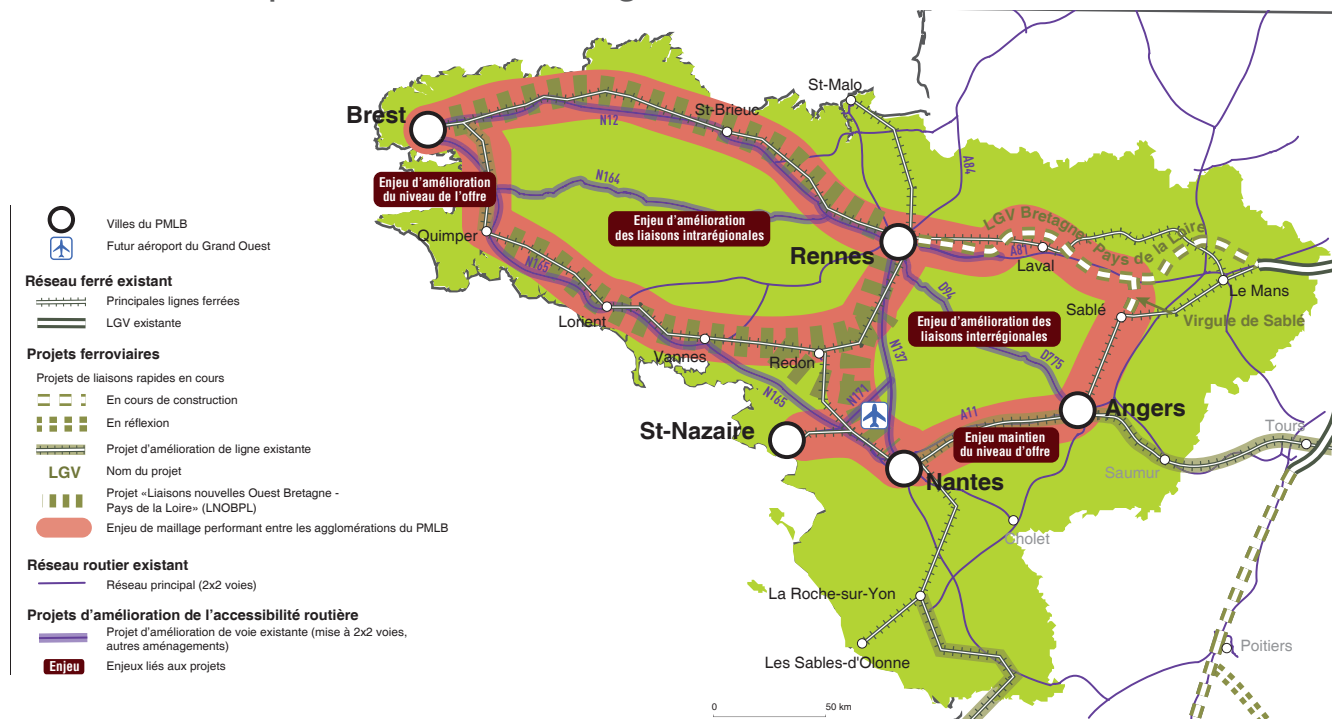 Villes du PMLB
Futur aéroport du Grand Ouest
Réseau ferré existant
Principales lignes ferrées
LGV existante
Projets ferroviaires
Projets de liaisons rapides en cours
En cours de construction
En réflexion
Projet d'amélioration de ligne existante
LGV
Nom du projet
Projet «Liaisons nouvelles Ouest Bretagne -
Pays de la Loire» (LNOBPL)
Enjeu de maillage performant entre les agglomérations du PMLB
Réseau routier existant
Réseau principal (2x2 voies)
Projets d'amélioration de l'accessibilité routière
Projet d'amélioration de voie existante (mise à 2x2 voies,
autres aménagements)
Enjeu
Enjeux liés aux projets
St-Malo
Brest
St-Brieuc
N12
A84
Enjeu d'amélioration
du niveau de l'offre
N164
Enjeu d'amélioration
des liaisons intrarégionales
Quimper
Rennes
LGV Bretagne - Pays de la Loire
A81
Laval
Le Mans
N165
Lorient
D94
Sablé
Virgule de Sablé
Enjeu d'amélioration des
liaisons interrégionales
Vannes
Redon
N137
D775
N165
N171
A11
Angers
St-Nazaire
Enjeu maintien
du niveau d'offre
Tours
Saumur
Nantes
Cholet
La Roche-sur-Yon
Les Sables-d'Olonne
Poitiers
0
50 km